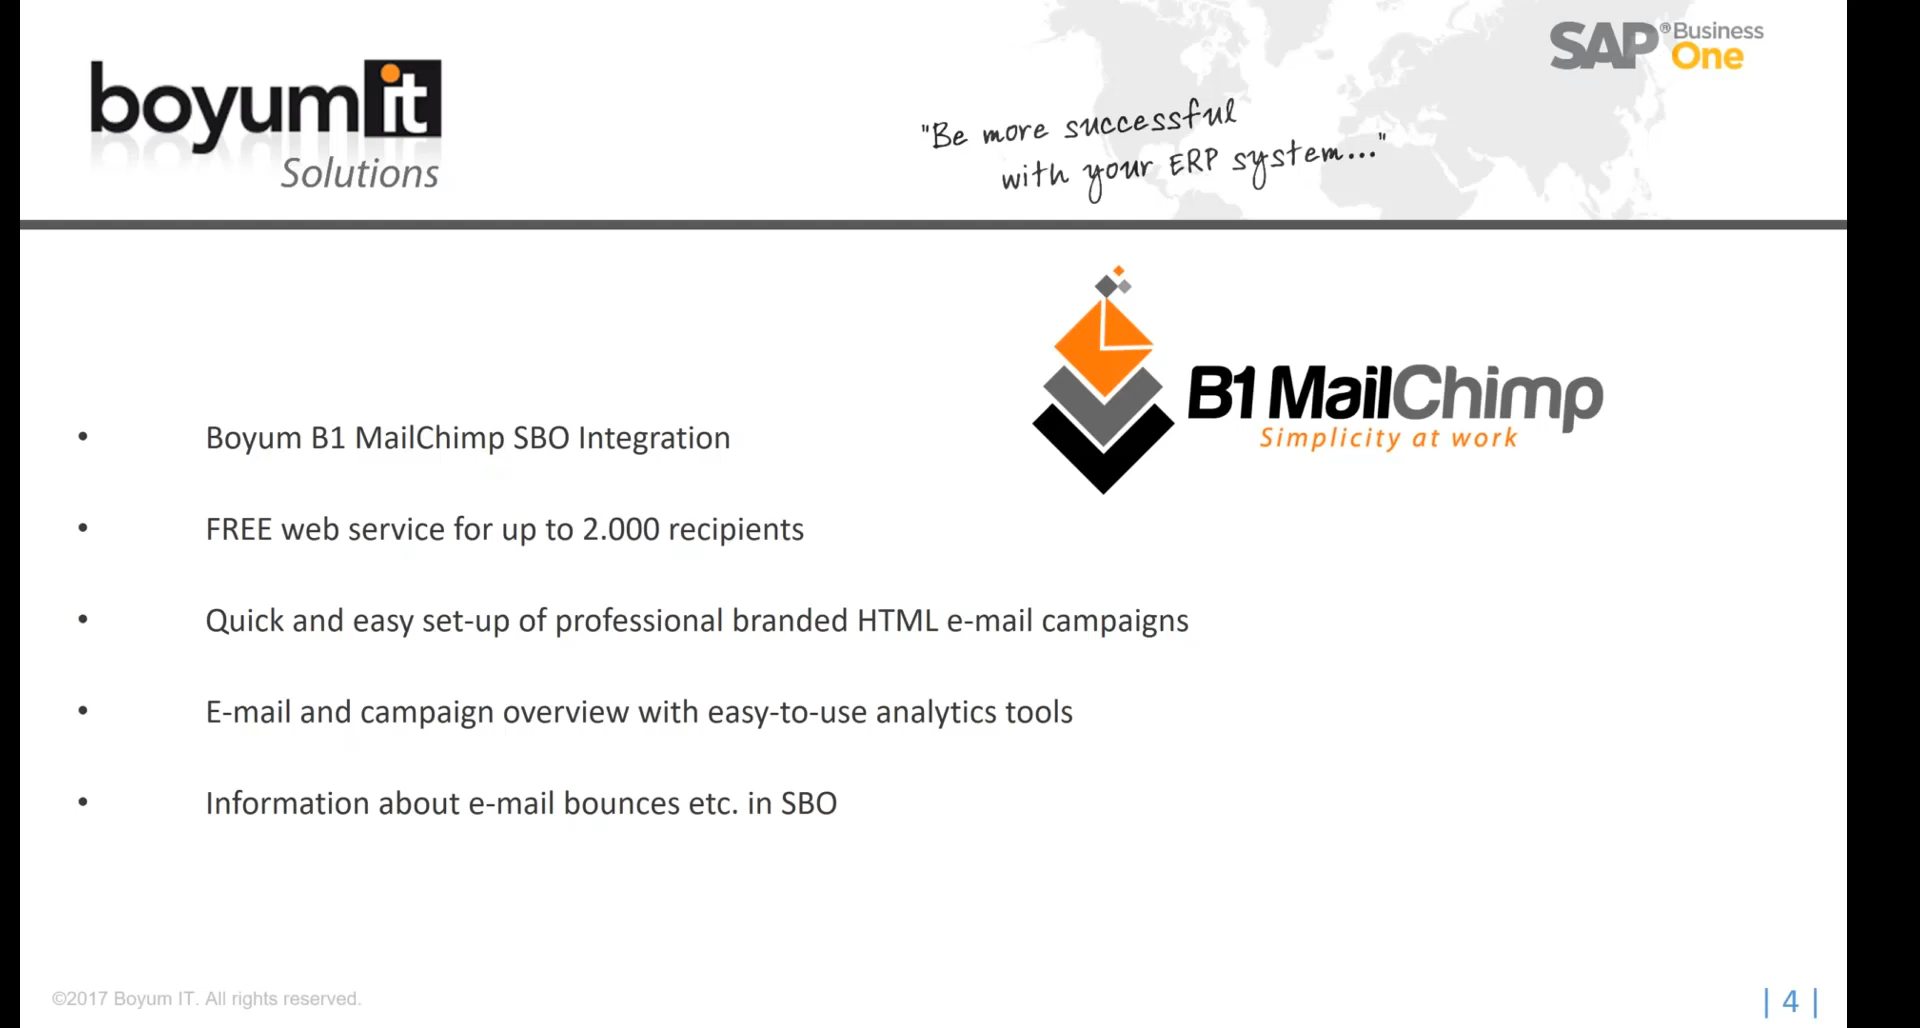 boyumit
Solutions
"Be more successful
with your ERP system..."
SAP® Business
One
B1 MailChimp
Simplicity at work
• Boyum B1 MailChimp SBO Integration
• FREE web service for up to 2.000 recipients
• Quick and easy set-up of professional branded HTML e-mail campaigns
• E-mail and campaign overview with easy-to-use analytics tools
• Information about e-mail bounces etc. in SBO
©2017 Boyum IT. All rights reserved.
| 4 |